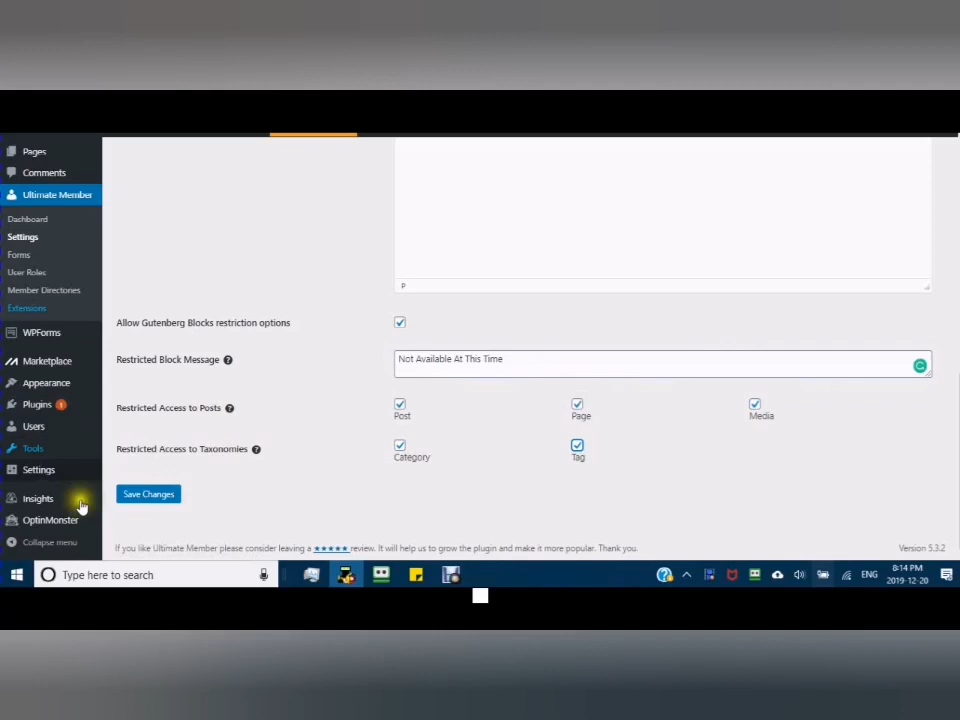 Pages
Comments
Ultimate Member
Dashboard
Settings
Forms
User Roles
Member Directories
Extensions
WPForms
Marketplace
Appearance
Plugins 1
Users
Tools
Settings
Insights
OptinMonster
Collapse menu
P
Allow Gutenberg Blocks restriction options
Restricted Block Message ?
Not Available At This Time
Restricted Access to Posts ?
Post
Page
Media
Restricted Access to Taxonomies ?
Category
Tag
Save Changes
If you like Ultimate Member please consider leaving a ★★★★★ review. It will help us to grow the plugin and make it more popular. Thank you.
Version 5.3.2
Type here to search
ENG
8:14 PM
2019-12-20